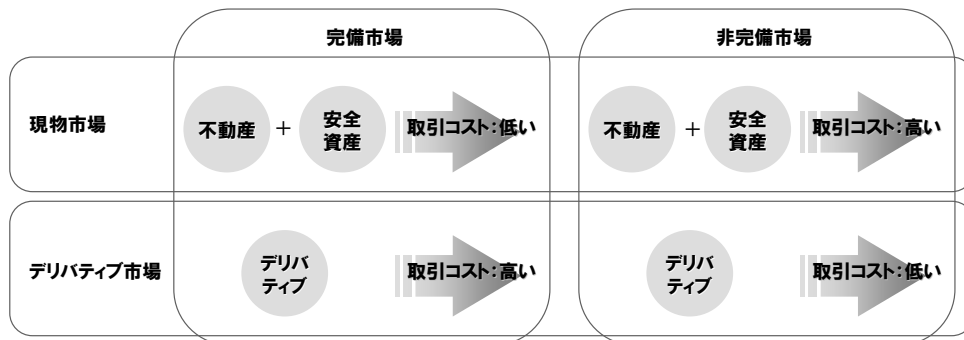 完備市場
非完備市場
現物市場
不動産
+
安全
資産
取引コスト：低い
不動産
+
安全
資産
取引コスト：高い
デリバティブ市場
デリバ
ティブ
取引コスト：高い
デリバ
ティブ
取引コスト：低い